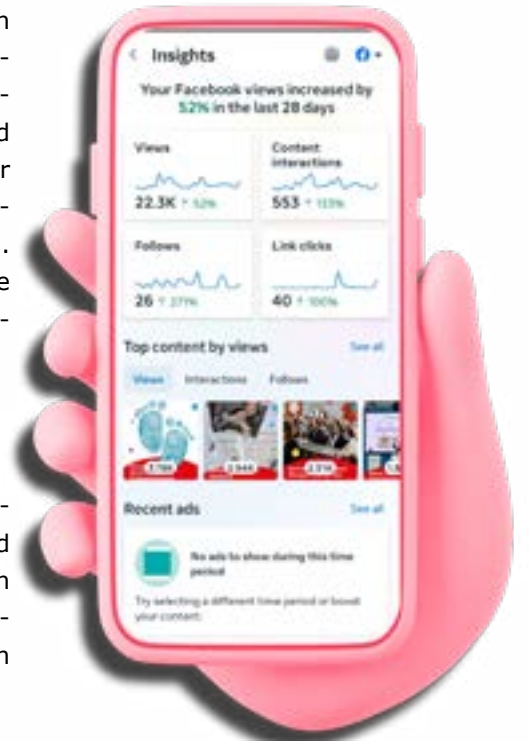 n
-
-
d
r
-
.
e
-
-
d
n
-
n
Insights
Your Facebook views increased by
52% in the last 28 days
Views
22.3K ↑ 52%
Content
interactions
553 ↑
Follows
26 ↑ 271%
Link clicks
40 ↑ 100%
Top content by views
See all
Views Interactions Follows
2.94K
Recent ads
See all
No ads to show during this time
period
Try selecting a different time period or boost
your content.